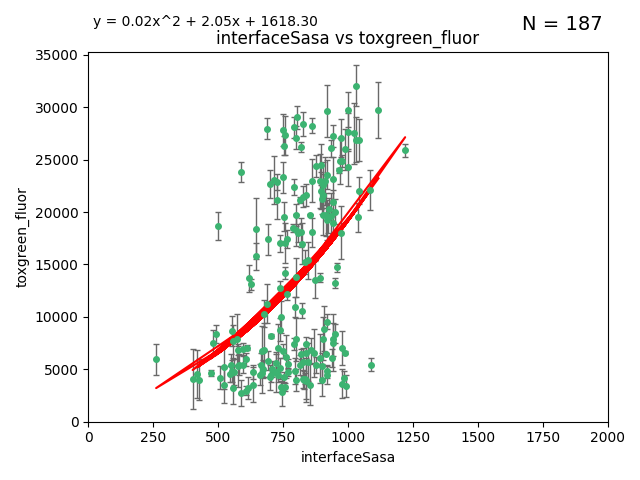 y = 0.02x^2 + 2.05x + 1618.30
N = 187
interfaceSasa vs toxgreen_fluor
35000
30000
25000
20000
15000
10000
5000
0
toxgreen_fluor
0 250 500 750 1000 1250 1500 1750 2000
interfaceSasa